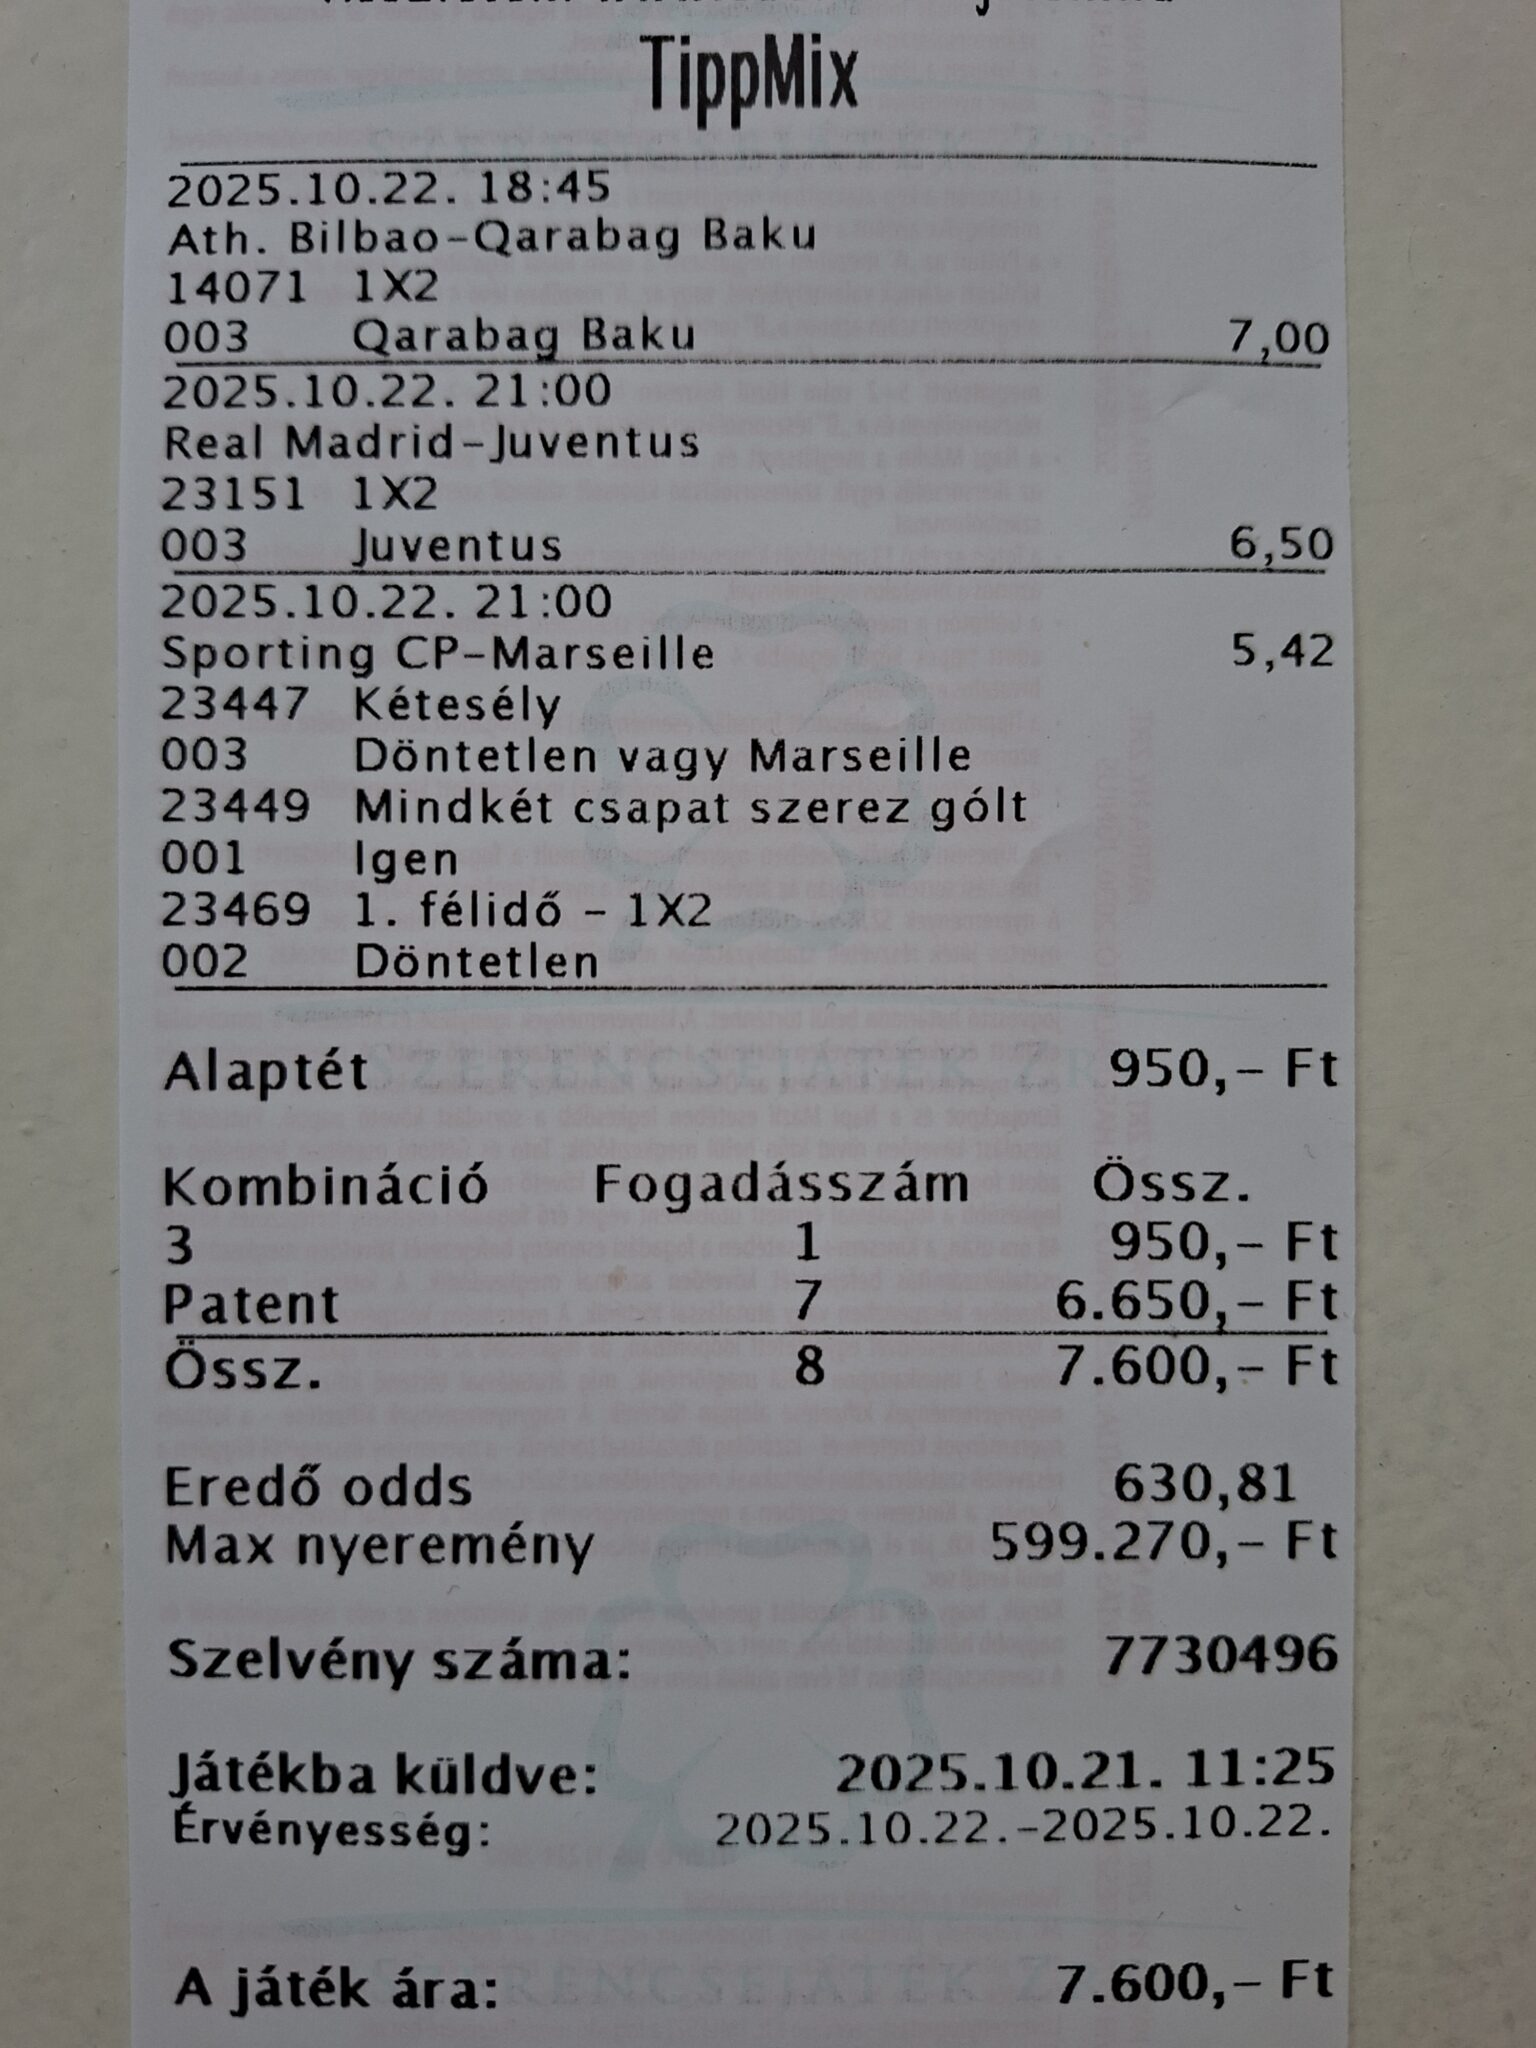 TippMix
2025.10.22. 18:45
Ath. Bilbao-Qarabag Baku
14071 1X2
003 Qarabag Baku 7,00
2025.10.22. 21:00
Real Madrid-Juventus
23151 1X2
003 Juventus 6,50
2025.10.22. 21:00
Sporting CP-Marseille 5,42
23447 Kétesély
003 Döntetlen vagy Marseille
23449 Mindkét csapat szerez gólt
001 Igen
23469 1. félidő - 1X2
002 Döntetlen
Alaptét 950,- Ft
Kombináció Fogadásszám Össz.
3 1 950,- Ft
Patent 7 6.650,- Ft
Össz. 8 7.600,- Ft
Eredő odds 630,81
Max nyeremény 599.270,- Ft
Szelvény száma: 7730496
Játékba küldve: 2025.10.21. 11:25
Érvényesség: 2025.10.22.-2025.10.22.
A játék ára: 7.600,- Ft